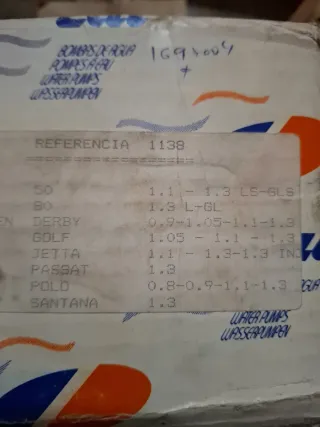 BOMBAS DE AGUA
POMPES A EAU
WATER PUMPS
WASSERPUMPEN
REFERENCIA 1138
50 1.1 - 1.3 LS-GLS
80 1.3 L-GL
EN DERBY 0.9-1.05-1.1-1.3
GOLF 1.05 - 1.1 - 1.3
JETTA 1.1 - 1.3-1.3 INJ
PASSAT 1.3
POLO 0.8-0.9-1.1-1.3
SANTANA 1.3
AGUA
WATER PUMPS
WASSERPUMPEN